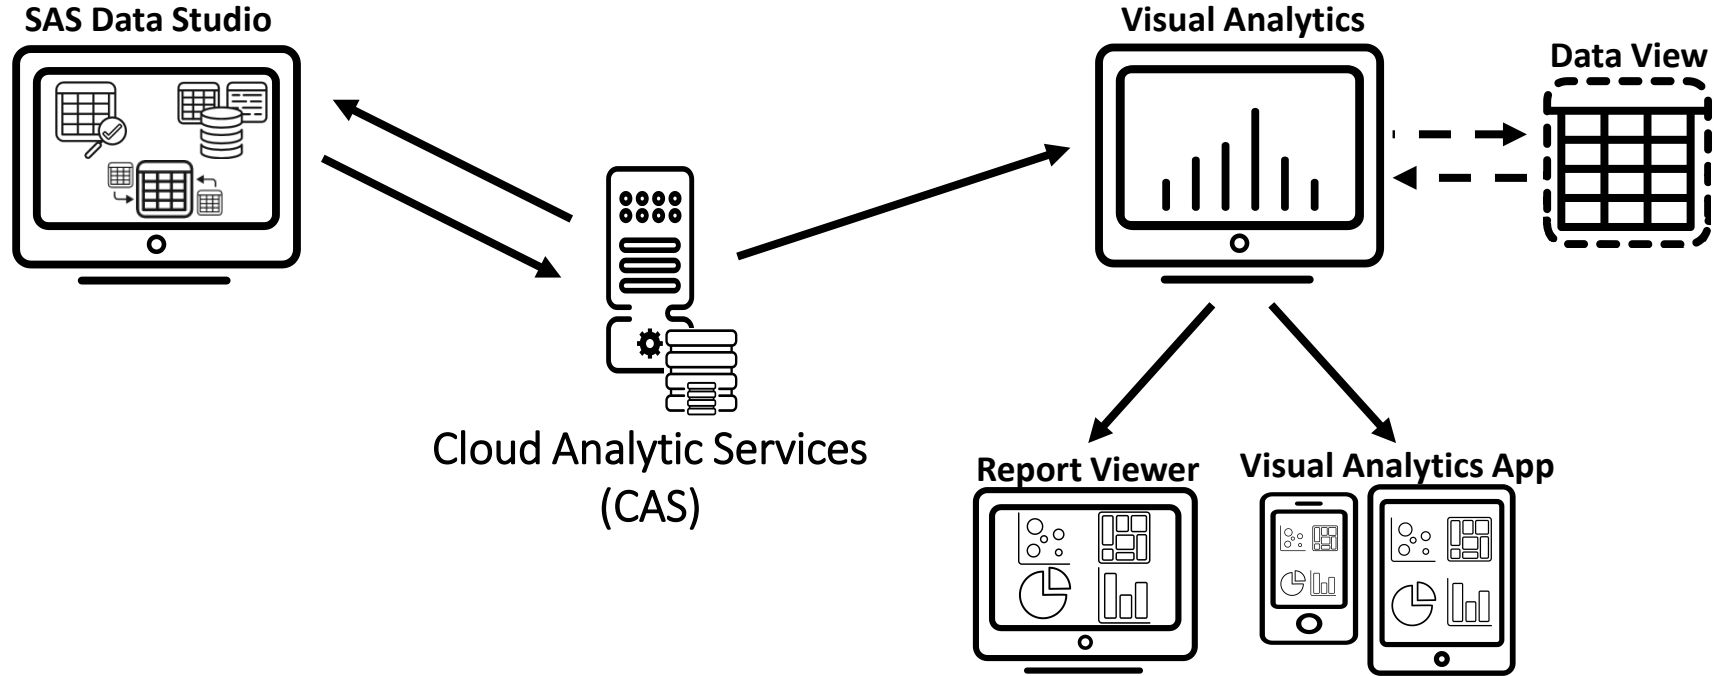 SAS Data Studio
Visual Analytics
Data View
Cloud Analytic Services
(CAS)
Report Viewer
Visual Analytics App